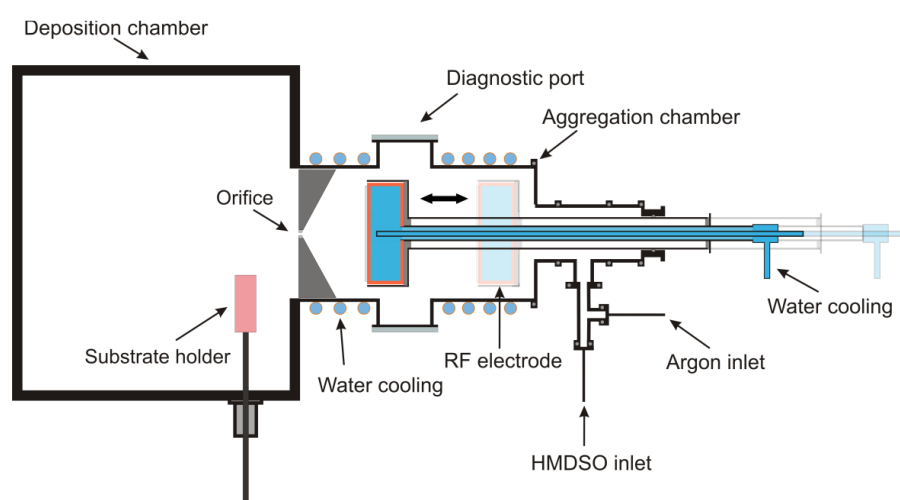 Deposition chamber
Diagnostic port
Aggregation chamber
Orifice
Water cooling
Substrate holder
RF electrode
Argon inlet
Water cooling
HMDSO inlet